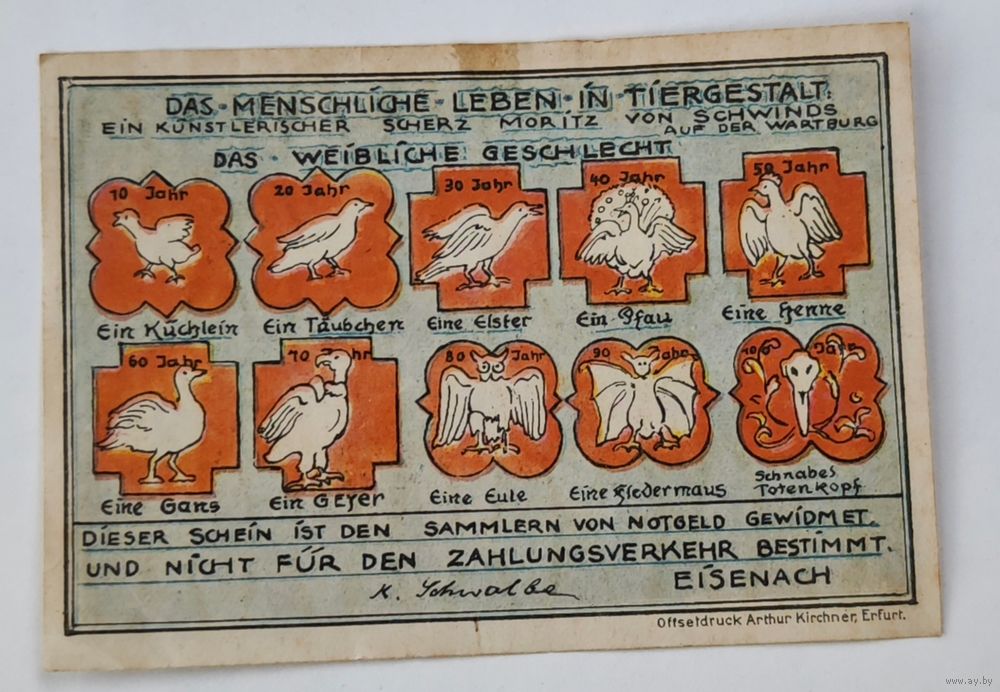 DAS · MENSCHLICHE · LEBEN · IN · TIERGESTALT:
EIN KÜNSTLERISCHER SCHERZ MORITZ VON SCHWINDS
AUF DER WARTBURG
DAS · WEIBLICHE GESCHLECHT
10 Jahr 20 Jahr 30 Jahr 40 Jahr 50 Jahr
Ein Küchlein Ein Täubchen Eine Elster Ein Pfau Eine Henne
60 Jahr 70 Jahr 80 Jahr 90 Jahr 100 Jahr
Eine Gans Ein Geyer Eine Eule Eine Fledermaus Schnabes
Totenkopf
DIESER SCHEIN IST DEN SAMMLERN VON NOTGELD GEWIDMET.
UND NICHT FÜR DEN ZAHLUNGSVERKEHR BESTIMMT.
K. Schwalbe EISENACH
Offsetdruck Arthur Kirchner, Erfurt.
www.ay.by